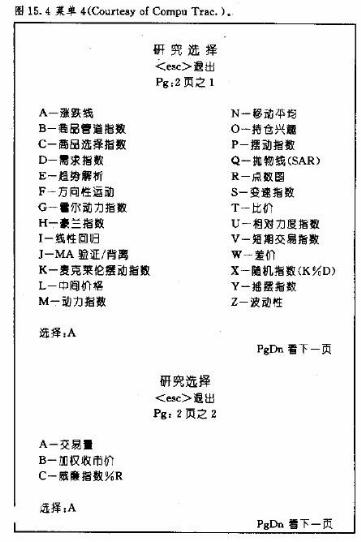 图 15.4 菜单 4(Courtesy of Compu Trac.)。
研究选择
<esc>退出
Pg:2 页之 1
A—涨跌线
B—商品管道指数
C—商品选择指数
D—需求指数
E—趋势解析
F—方向性运动
G—霍尔动力指数
H—豪兰指数
I—线性回归
J—MA 验证/背离
K—麦克莱伦摆动指数
L—中间价格
M—动力指数
N—移动平均
O—持仓兴趣
P—摆动指数
Q—抛物线(SAR)
R—点数图
S—变速指数
T—比价
U—相对力度指数
V—短期交易指数
W—差价
X—随机指数(K%D)
Y—摇摆指数
Z—波动性
选择:A
PgDn 看下一页
研究选择
<esc>退出
Pg:2 页之 2
A—交易量
B—加权收市价
C—威廉指数%R
选择:A
PgDn 看下一页